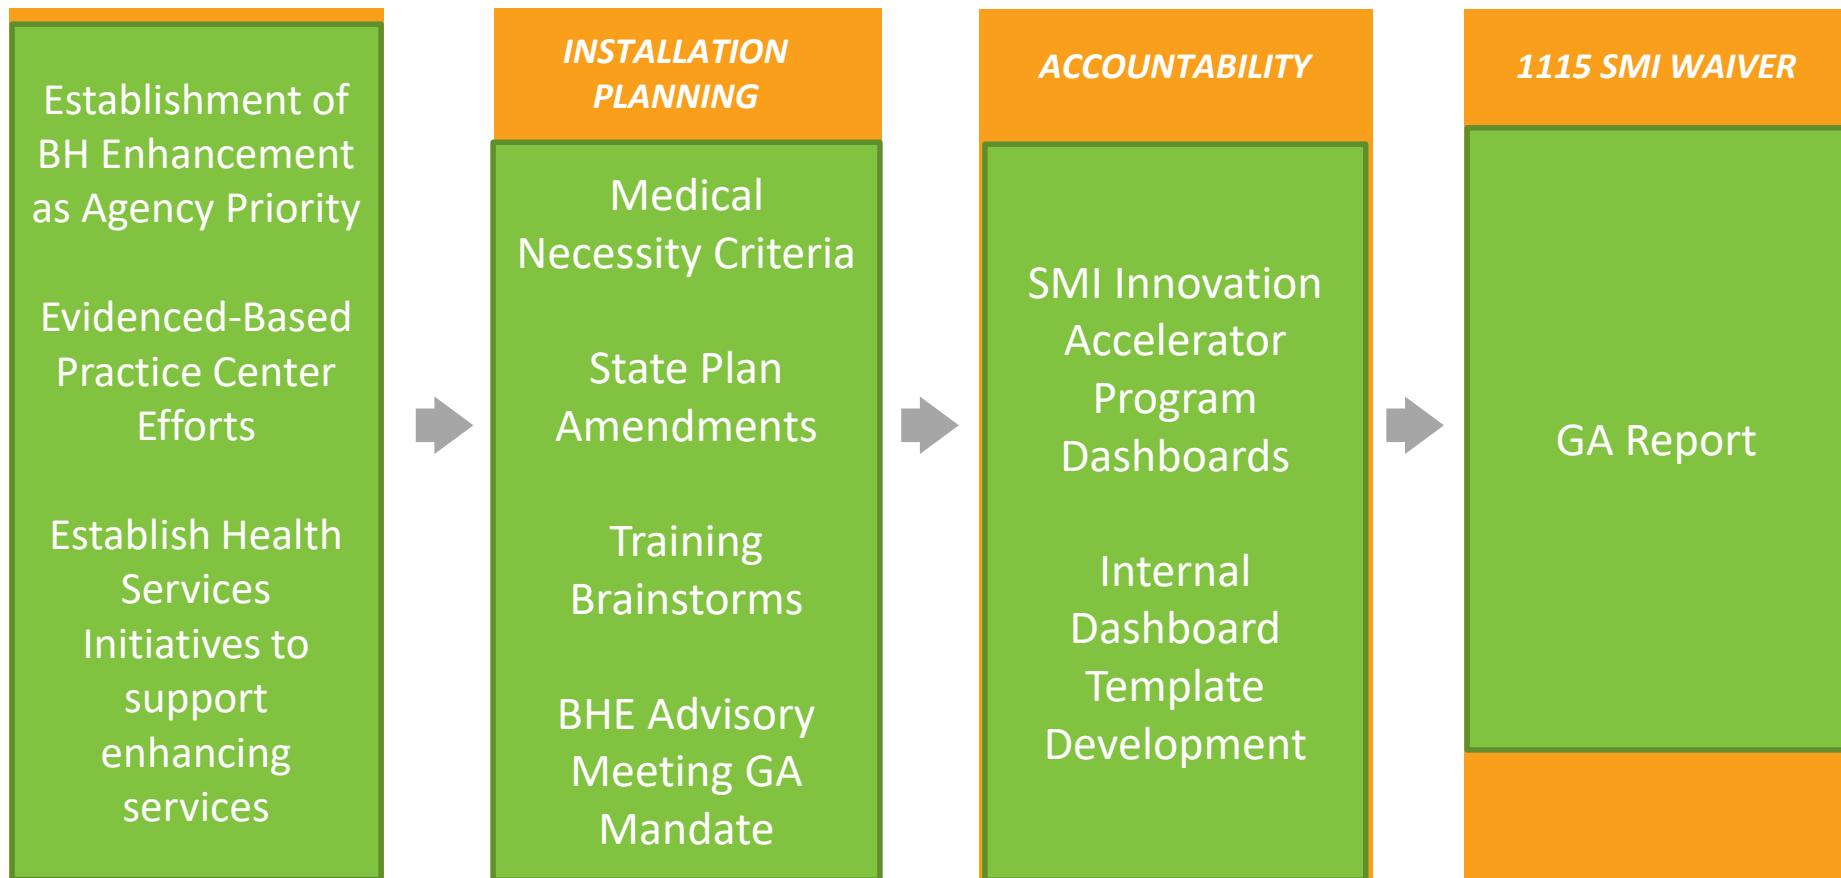 Establishment of
BH Enhancement
as Agency Priority
Evidenced-Based
Practice Center
Efforts
Establish Health
Services
Initiatives to
support
enhancing
services
INSTALLATION
PLANNING
Medical
Necessity Criteria
State Plan
Amendments
Training
Brainstorms
BHE Advisory
Meeting GA
Mandate
ACCOUNTABILITY
SMI Innovation
Accelerator
Program
Dashboards
Internal
Dashboard
Template
Development
1115 SMI WAIVER
GA Report